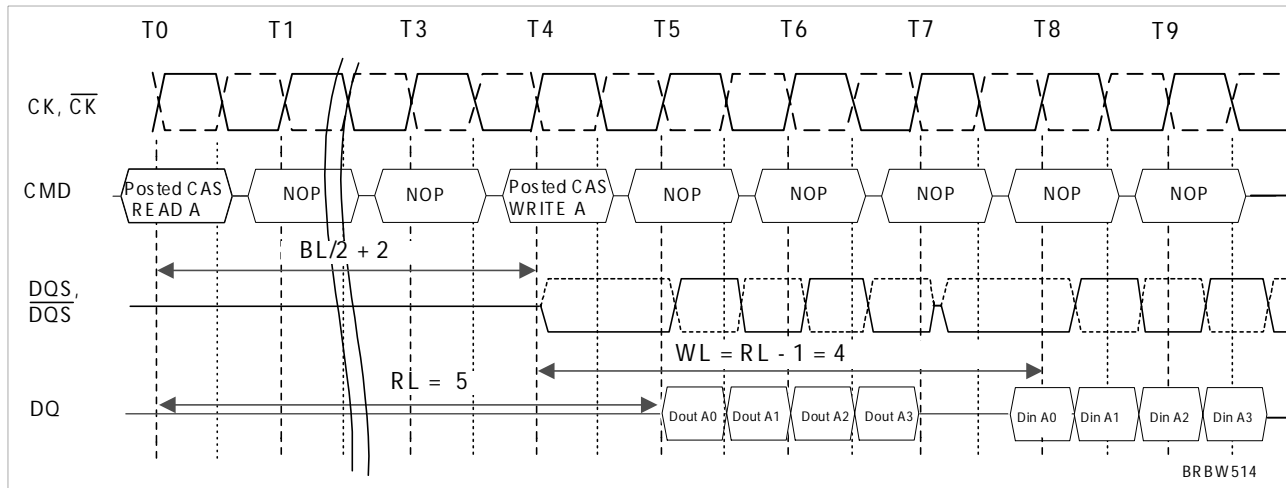 T0 T1 T3 T4 T5 T6 T7 T8 T9
CK, CK
CMD
Posted CAS
READ A
NOP
NOP
Posted CAS
WRITE A
NOP
NOP
NOP
NOP
NOP
BL/2 + 2
DQS,
DQS
WL = RL - 1 = 4
RL = 5
DQ
Dout A0
Dout A1
Dout A2
Dout A3
Din A0
Din A1
Din A2
Din A3
BRBW514